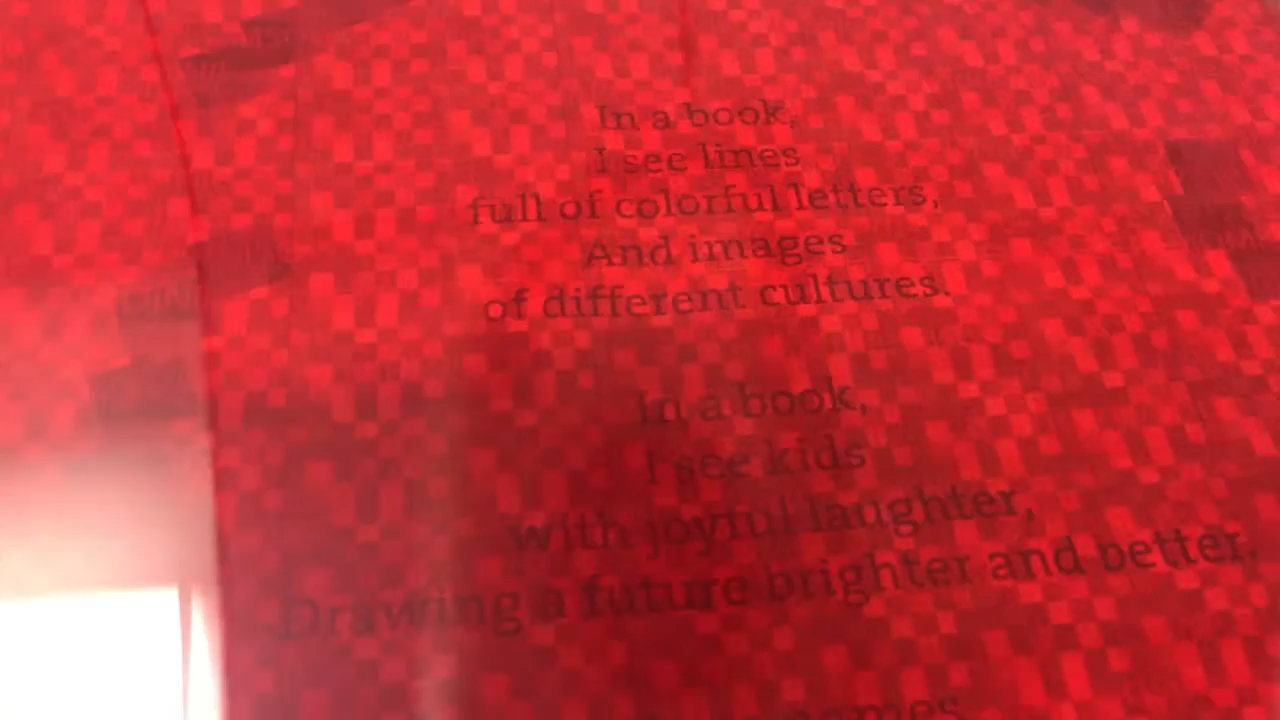 In a book,
I see lines
full of colorful letters,
And images
of different cultures.
In a book,
I see kids
with joyful laughter,
Drawing a future brighter and better.